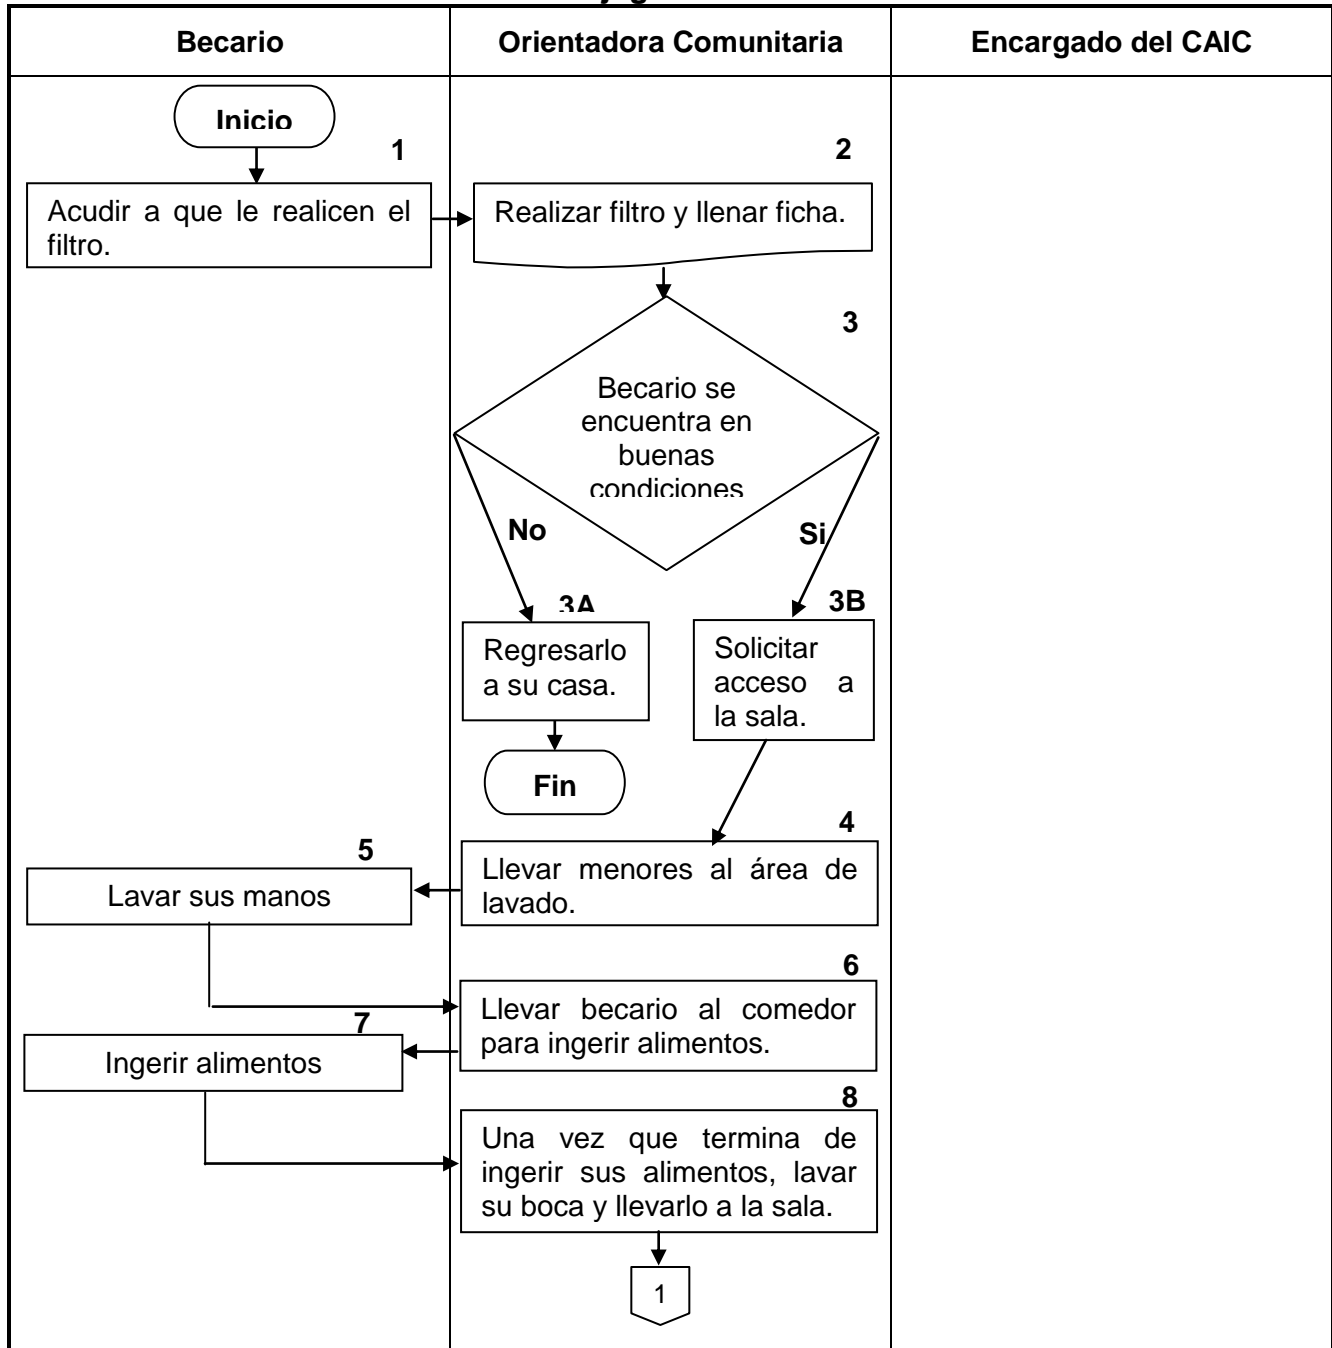 Becario
Orientadora Comunitaria
Encargado del CAIC
Inicio
1
Acudir a que le realicen el
filtro.
2
Realizar filtro y llenar ficha.
3
Becario se
encuentra en
buenas
condiciones
No
Si
3A
Regresarlo
a su casa.
Fin
3B
Solicitar
acceso a
la sala.
4
Llevar menores al área de
lavado.
5
Lavar sus manos
6
Llevar becario al comedor
para ingerir alimentos.
7
Ingerir alimentos
8
Una vez que termina de
ingerir sus alimentos, lavar
su boca y llevarlo a la sala.
1